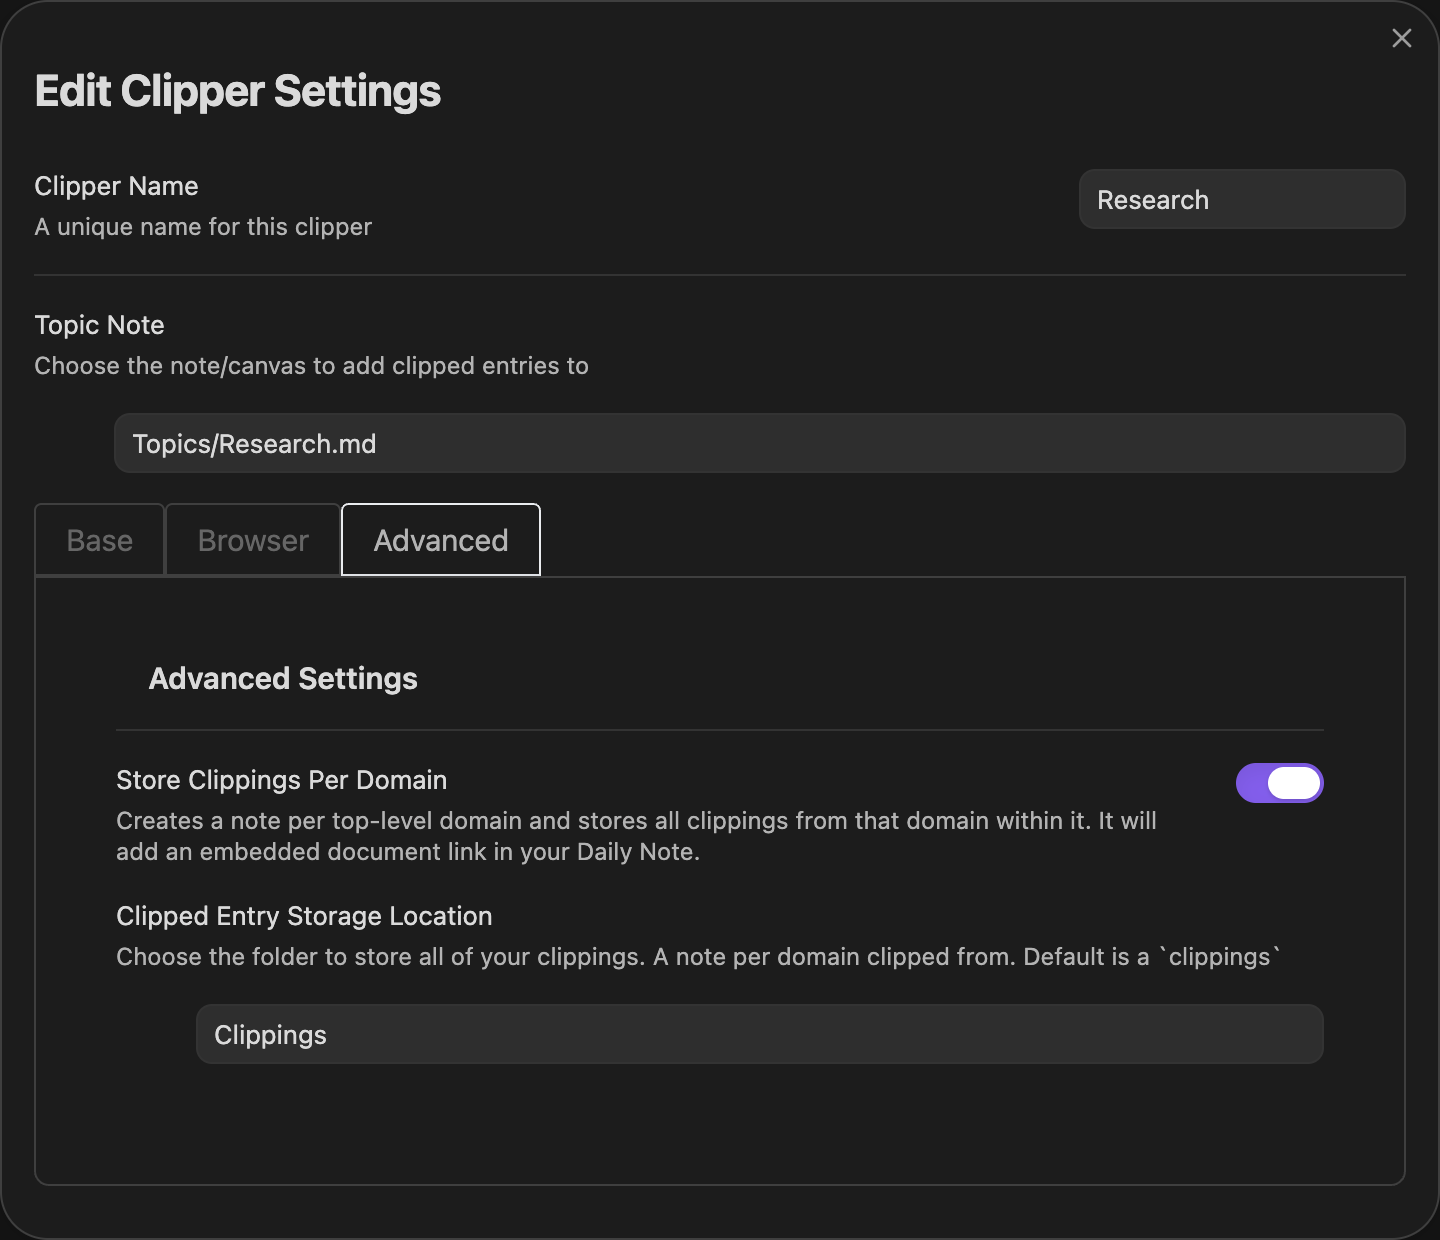 Edit Clipper Settings
Clipper Name
Research
A unique name for this clipper
Topic Note
Choose the note/canvas to add clipped entries to
Topics/Research.md
Base
Browser
Advanced
Advanced Settings
Store Clippings Per Domain
Creates a note per top-level domain and stores all clippings from that domain within it. It will
add an embedded document link in your Daily Note.
Clipped Entry Storage Location
Choose the folder to store all of your clippings. A note per domain clipped from. Default is a `clippings`
Clippings